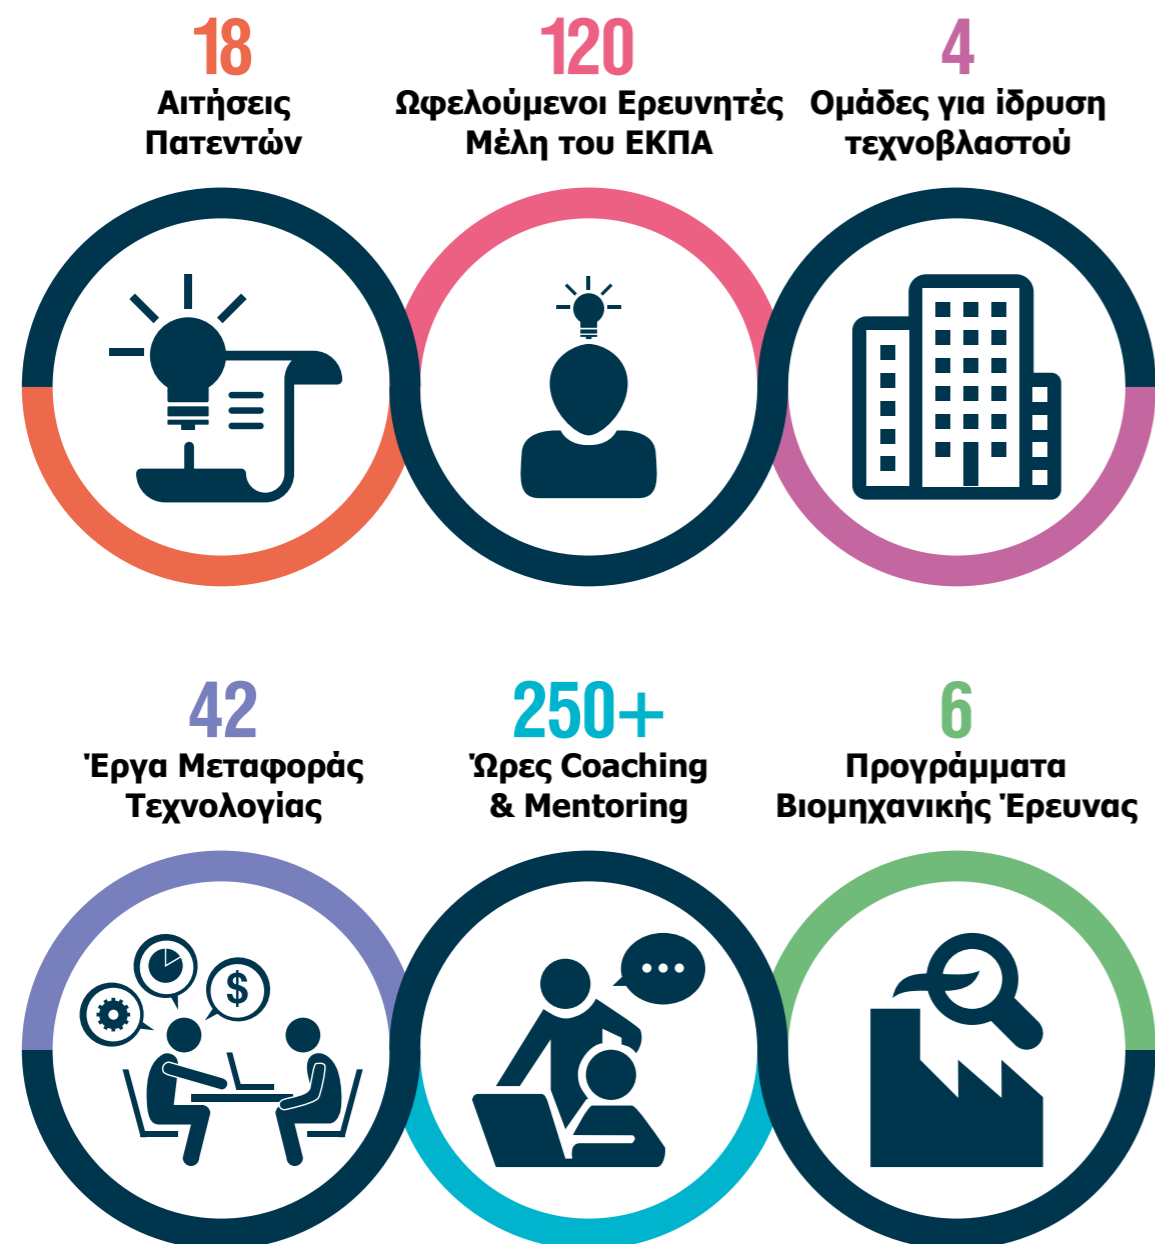 18
Αιτήσεις
Πατεντών
120
Ωφελούμενοι Ερευνητές
Μέλη του ΕΚΠΑ
4
Ομάδες για ίδρυση
τεχνοβλαστού
42
Έργα Μεταφοράς
Τεχνολογίας
$
250+
Ώρες Coaching
& Mentoring
6
Προγράμματα
Βιομηχανικής Έρευνας